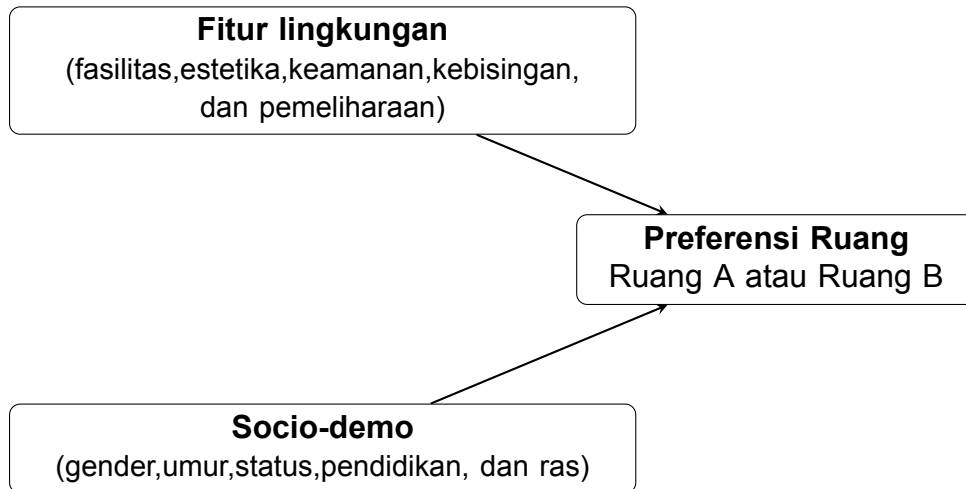 Fitur lingkungan
(fasilitas,estetika,keamanan,kebisingan,
dan pemeliharaan)
Preferensi Ruang
Ruang A atau Ruang B
Socio-demo
(gender,umur,status,pendidikan, dan ras)